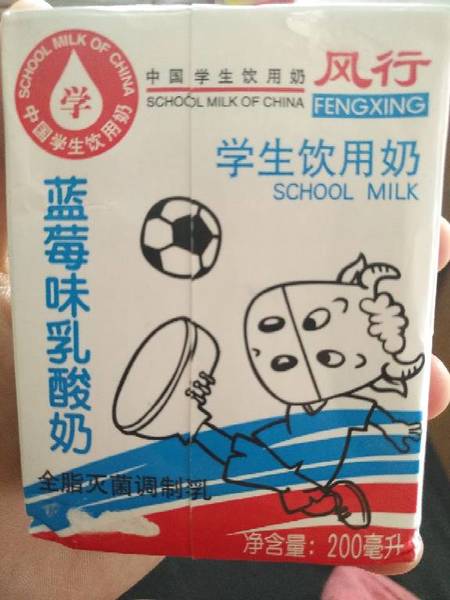 SCHOOL MILK OF CHINA
学
中国学生饮用奶
中国学生饮用奶
SCHOOL MILK OF CHINA
风行
FENGXING
学生饮用奶
SCHOOL MILK
蓝莓味乳酸奶
全脂灭菌调制乳
净含量：200毫升